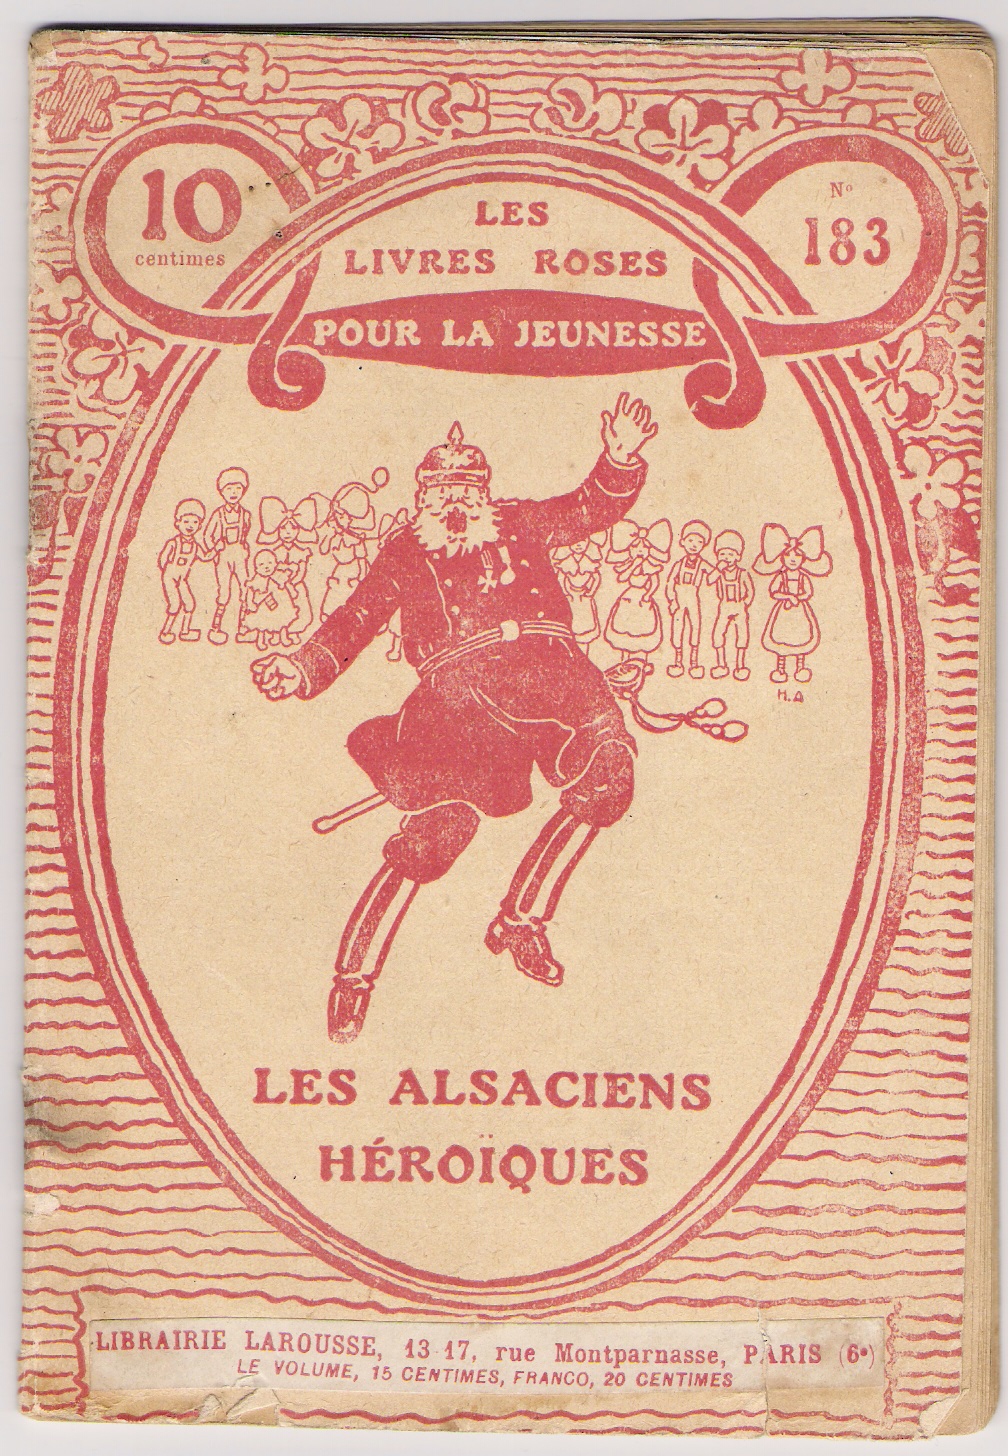 10
centimes
N°
183
LES
LIVRES ROSES
POUR LA JEUNESSE
H.A
LES ALSACIENS
HÉROÏQUES
LIBRAIRIE LAROUSSE, 13-17, rue Montparnasse, PARIS (6e)
LE VOLUME, 15 CENTIMES, FRANCO, 20 CENTIMES